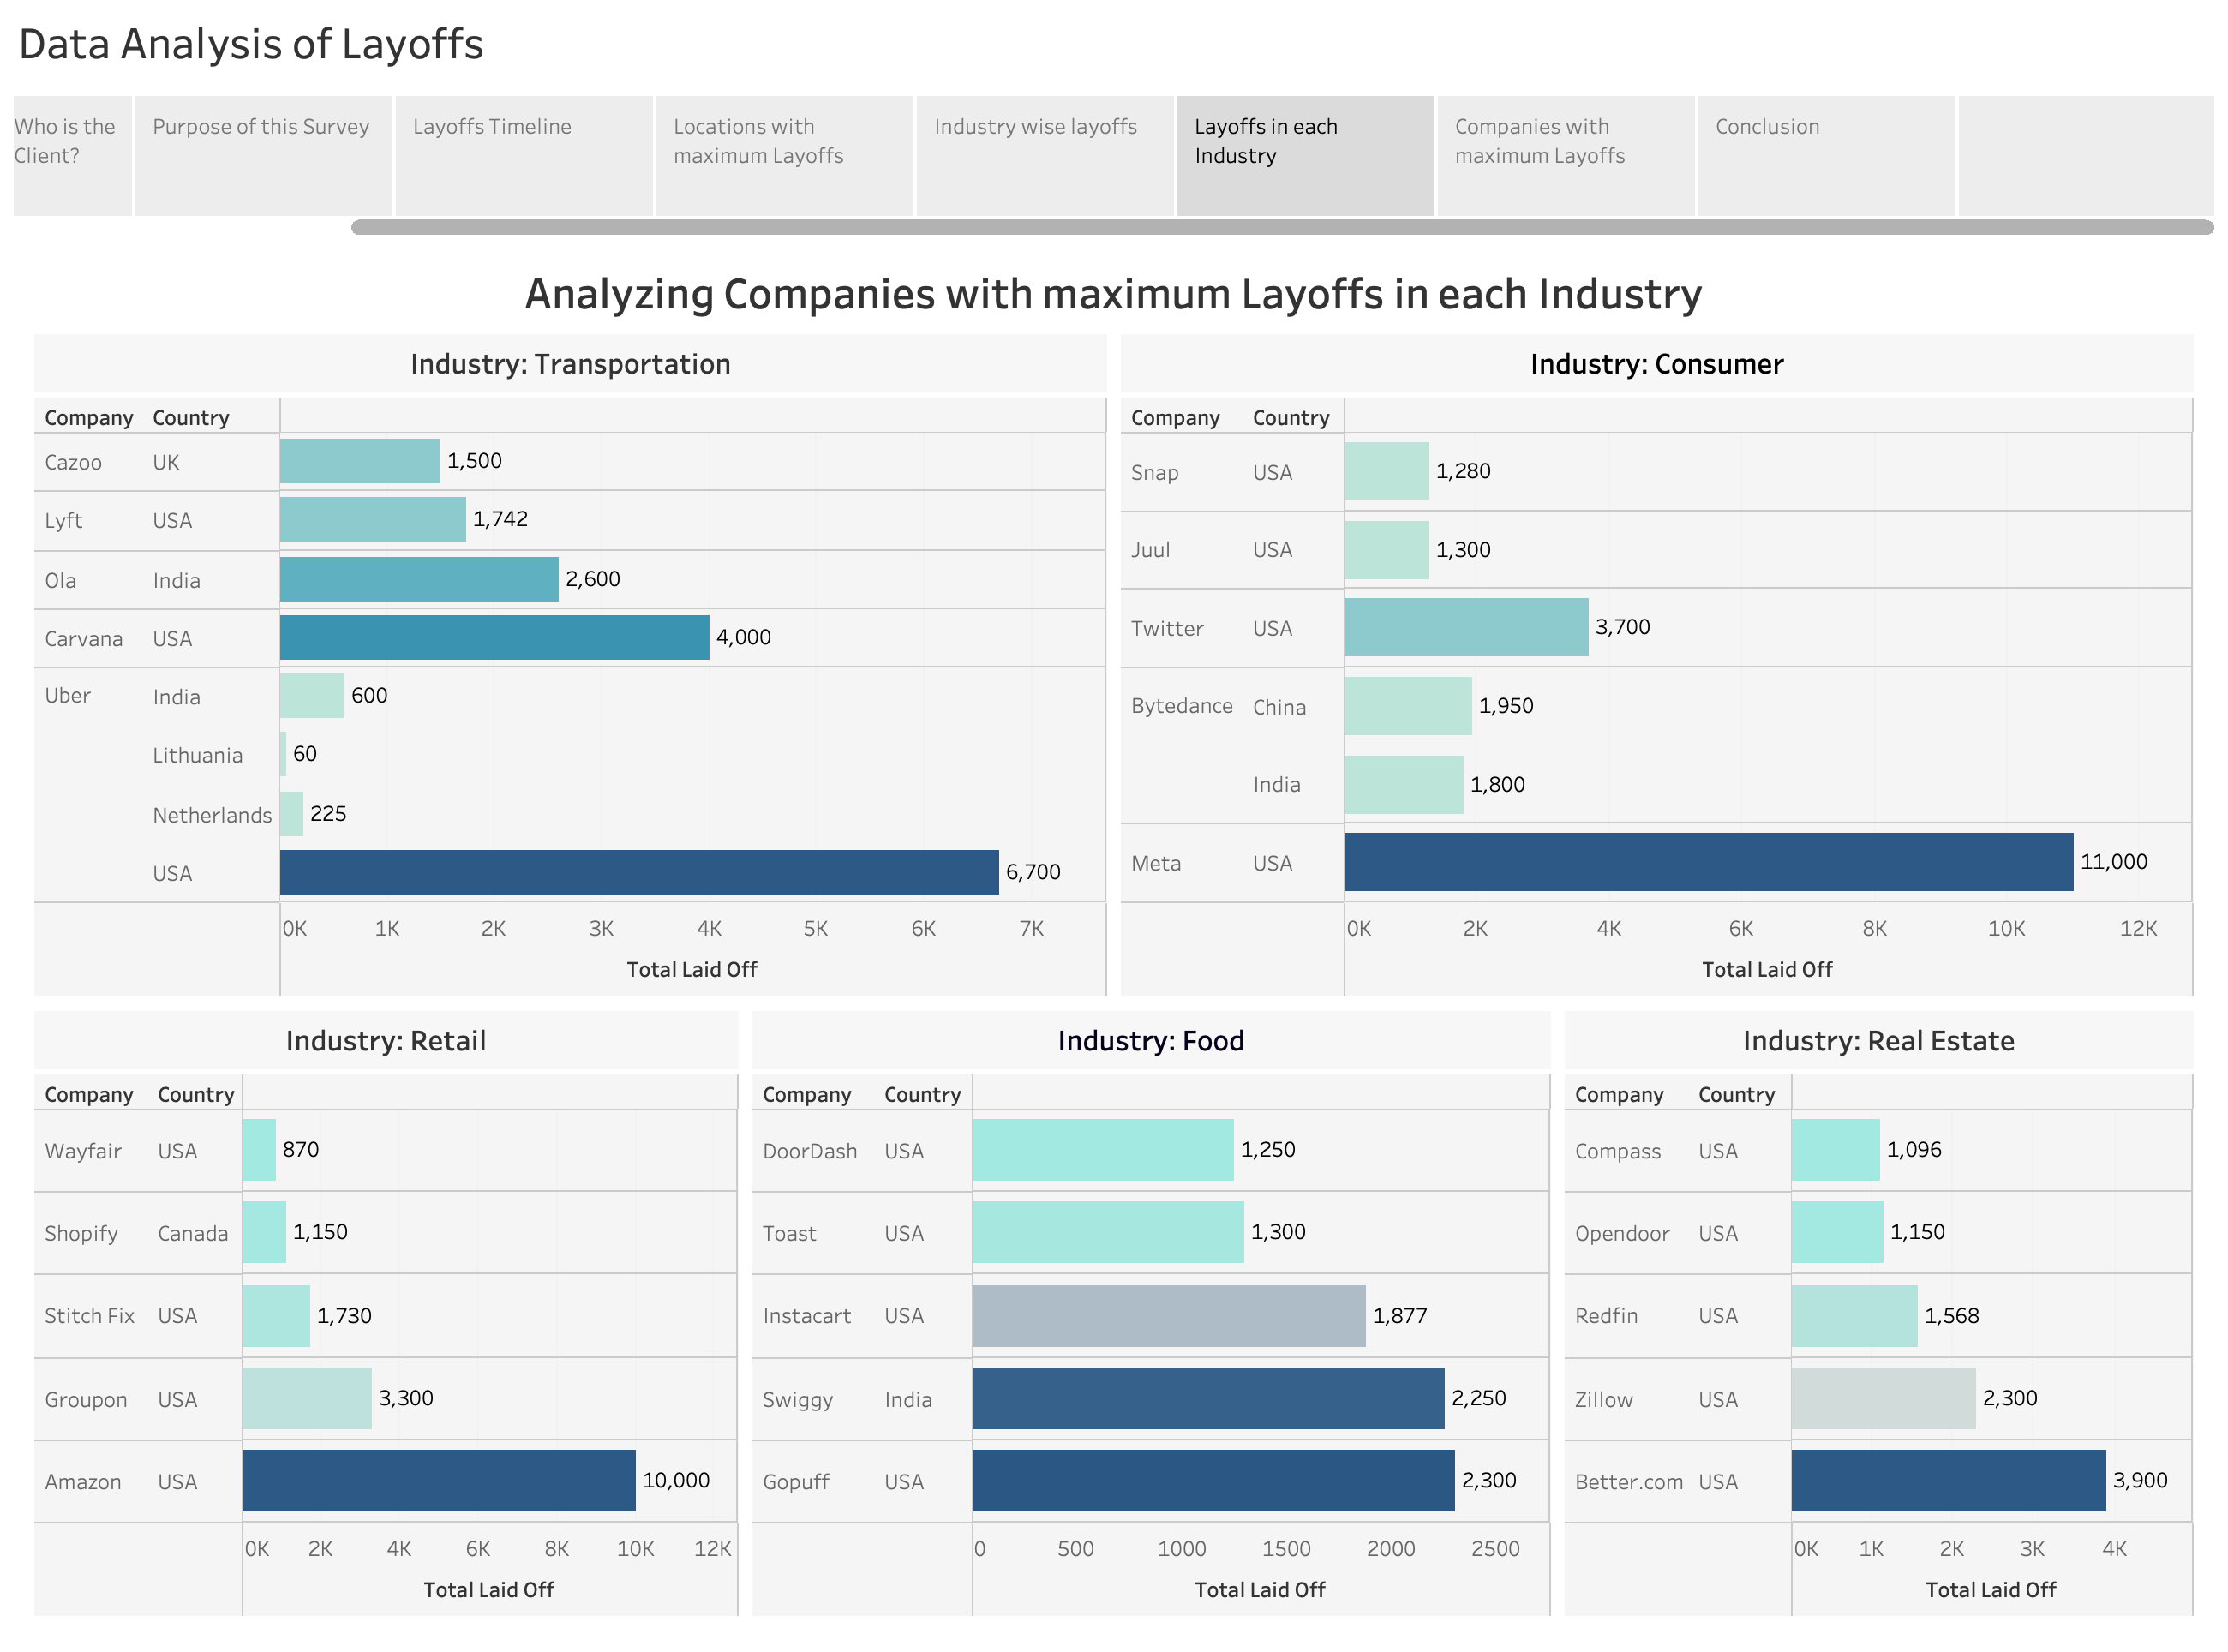 Data Analysis of Layoffs
Who is the
Client?
Purpose of this Survey
Layoffs Timeline
Locations with
maximum Layoffs
Industry wise layoffs
Layoffs in each
Industry
Companies with
maximum Layoffs
Conclusion
Analyzing Companies with maximum Layoffs in each Industry
Industry: Transportation
Company Country
Cazoo UK 1,500
Lyft USA 1,742
Ola India 2,600
Carvana USA 4,000
Uber India 600
Lithuania 60
Netherlands 225
USA 6,700
0K 1K 2K 3K 4K 5K 6K 7K
Total Laid Off
Industry: Consumer
Company Country
Snap USA 1,280
Juul USA 1,300
Twitter USA 3,700
Bytedance China 1,950
India 1,800
Meta USA 11,000
0K 2K 4K 6K 8K 10K 12K
Total Laid Off
Industry: Retail
Company Country
Wayfair USA 870
Shopify Canada 1,150
Stitch Fix USA 1,730
Groupon USA 3,300
Amazon USA 10,000
0K 2K 4K 6K 8K 10K 12K
Total Laid Off
Industry: Food
Company Country
DoorDash USA 1,250
Toast USA 1,300
Instacart USA 1,877
Swiggy India 2,250
Gopuff USA 2,300
0 500 1000 1500 2000 2500
Total Laid Off
Industry: Real Estate
Company Country
Compass USA 1,096
Opendoor USA 1,150
Redfin USA 1,568
Zillow USA 2,300
Better.com USA 3,900
0K 1K 2K 3K 4K
Total Laid Off